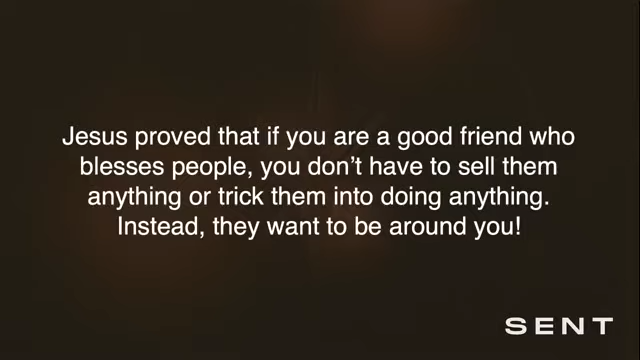 Jesus proved that if you are a good friend who
blesses people, you don’t have to sell them
anything or trick them into doing anything.
Instead, they want to be around you!
SENT